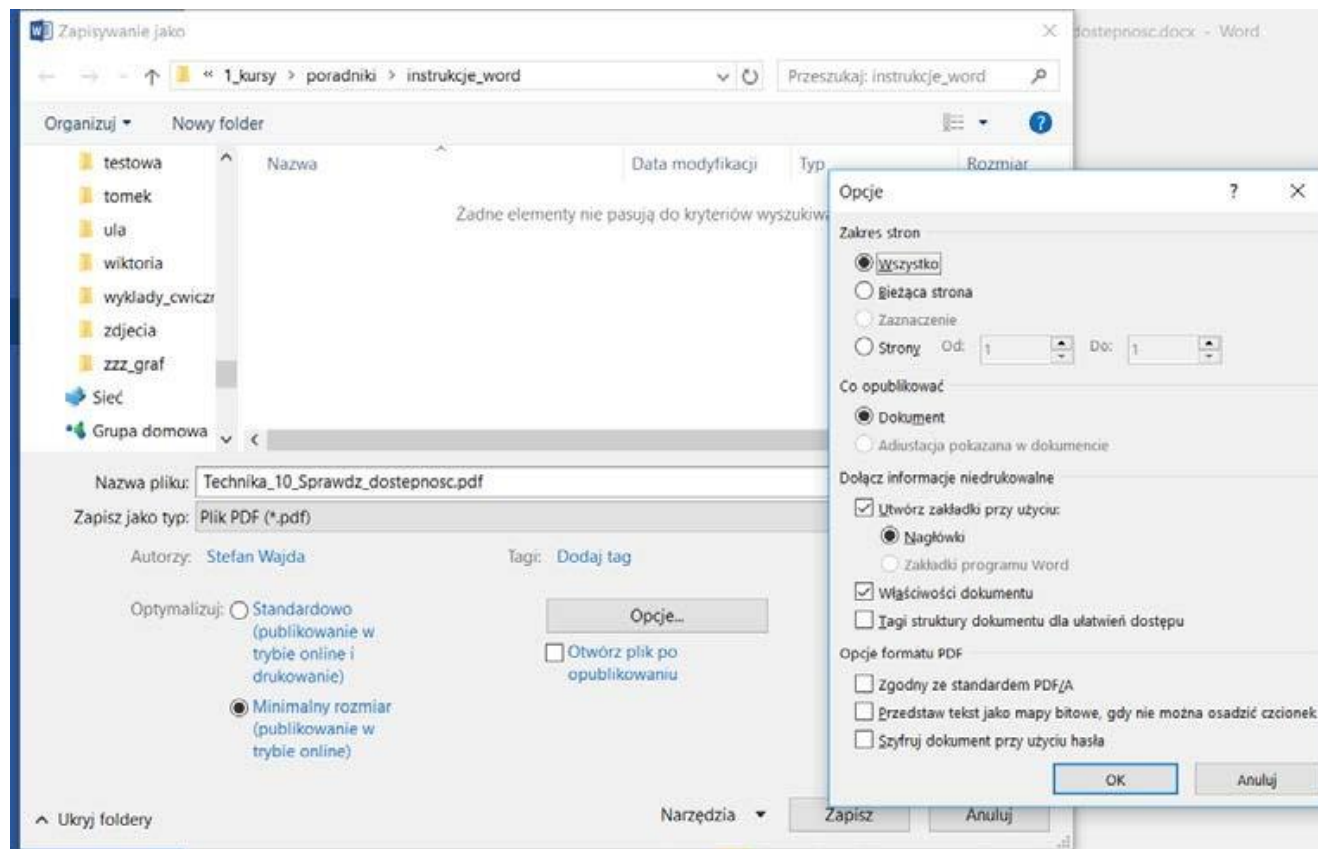 Zapisywanie jako
dostepnosc.docx - Word
« 1_kursy > poradniki > instrukcje_word
Przeszukaj: instrukcje_word
Organizuj
Nowy folder
testowa
tomek
ula
wiktoria
wyklady_cwiczn
zdjecia
zzz_graf
Sieć
Grupa domowa
Nazwa
Data modyfikacji
Typ
Rozmiar
Żadne elementy nie pasują do kryteriów wyszukiwa
Nazwa pliku: Technika_10_Sprawdz_dostepnosc.pdf
Zapisz jako typ: Plik PDF (*.pdf)
Autorzy: Stefan Wajda
Tagi: Dodaj tag
Optymalizuj: Standardowo
(publikowanie w
trybie online i
drukowanie)
Minimalny rozmiar
(publikowanie w
trybie online)
Opcje...
Otwórz plik po
opublikowaniu
Ukryj foldery
Narzędzia
Zapisz
Anuluj
Opcje
Zakres stron
Wszystko
Bieżąca strona
Zaznaczenie
Strony Od: 1 Do: 1
Co opublikować
Dokument
Adiustacja pokazana w dokumencie
Dołącz informacje niedrukowalne
Utwórz zakładki przy użyciu:
Nagłówki
Zakładki programu Word
Właściwości dokumentu
Tagi struktury dokumentu dla ułatwień dostępu
Opcje formatu PDF
Zgodny ze standardem PDF/A
Przedstaw tekst jako mapy bitowe, gdy nie można osadzić czcionek
Szyfruj dokument przy użyciu hasła
OK
Anuluj